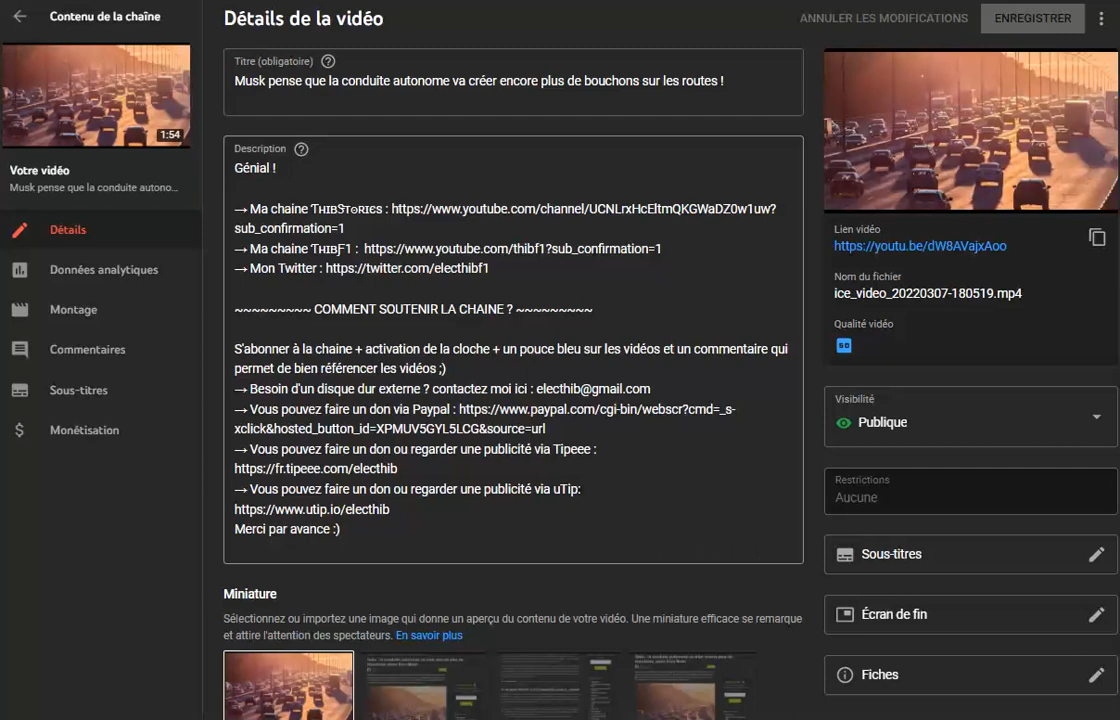 Contenu de la chaîne
1:54
Votre vidéo
Musk pense que la conduite autono...
Détails
Données analytiques
Montage
Commentaires
Sous-titres
Monétisation
Détails de la vidéo
ANNULER LES MODIFICATIONS
ENREGISTRER
Titre (obligatoire)
Musk pense que la conduite autonome va créer encore plus de bouchons sur les routes !
Description
Génial !
→ Ma chaine ƬʜɪʙSᴛᴏʀɪᴇs : https://www.youtube.com/channel/UCNLrxHcEltmQKGWaDZ0w1uw?
sub_confirmation=1
→ Ma chaine ƬʜɪʙƑ1 : https://www.youtube.com/thibf1?sub_confirmation=1
→ Mon Twitter : https://twitter.com/electhibf1
~~~~~~~~~ COMMENT SOUTENIR LA CHAINE ? ~~~~~~~~~
S'abonner à la chaine + activation de la cloche + un pouce bleu sur les vidéos et un commentaire qui
permet de bien référencer les vidéos ;)
→ Besoin d'un disque dur externe ? contactez moi ici : electhib@gmail.com
→ Vous pouvez faire un don via Paypal : https://www.paypal.com/cgi-bin/webscr?cmd=_s-
xclick&hosted_button_id=XPMUV5GYL5LCG&source=url
→ Vous pouvez faire un don ou regarder une publicité via Tipeee :
https://fr.tipeee.com/electhib
→ Vous pouvez faire un don ou regarder une publicité via uTip:
https://www.utip.io/electhib
Merci par avance :)
Miniature
Sélectionnez ou importez une image qui donne un aperçu du contenu de votre vidéo. Une miniature efficace se remarque
et attire l'attention des spectateurs. En savoir plus
Lien vidéo
https://youtu.be/dW8AVajxAoo
Nom du fichier
ice_video_20220307-180519.mp4
Qualité vidéo
SD
Visibilité
Publique
Restrictions
Aucune
Sous-titres
Écran de fin
Fiches